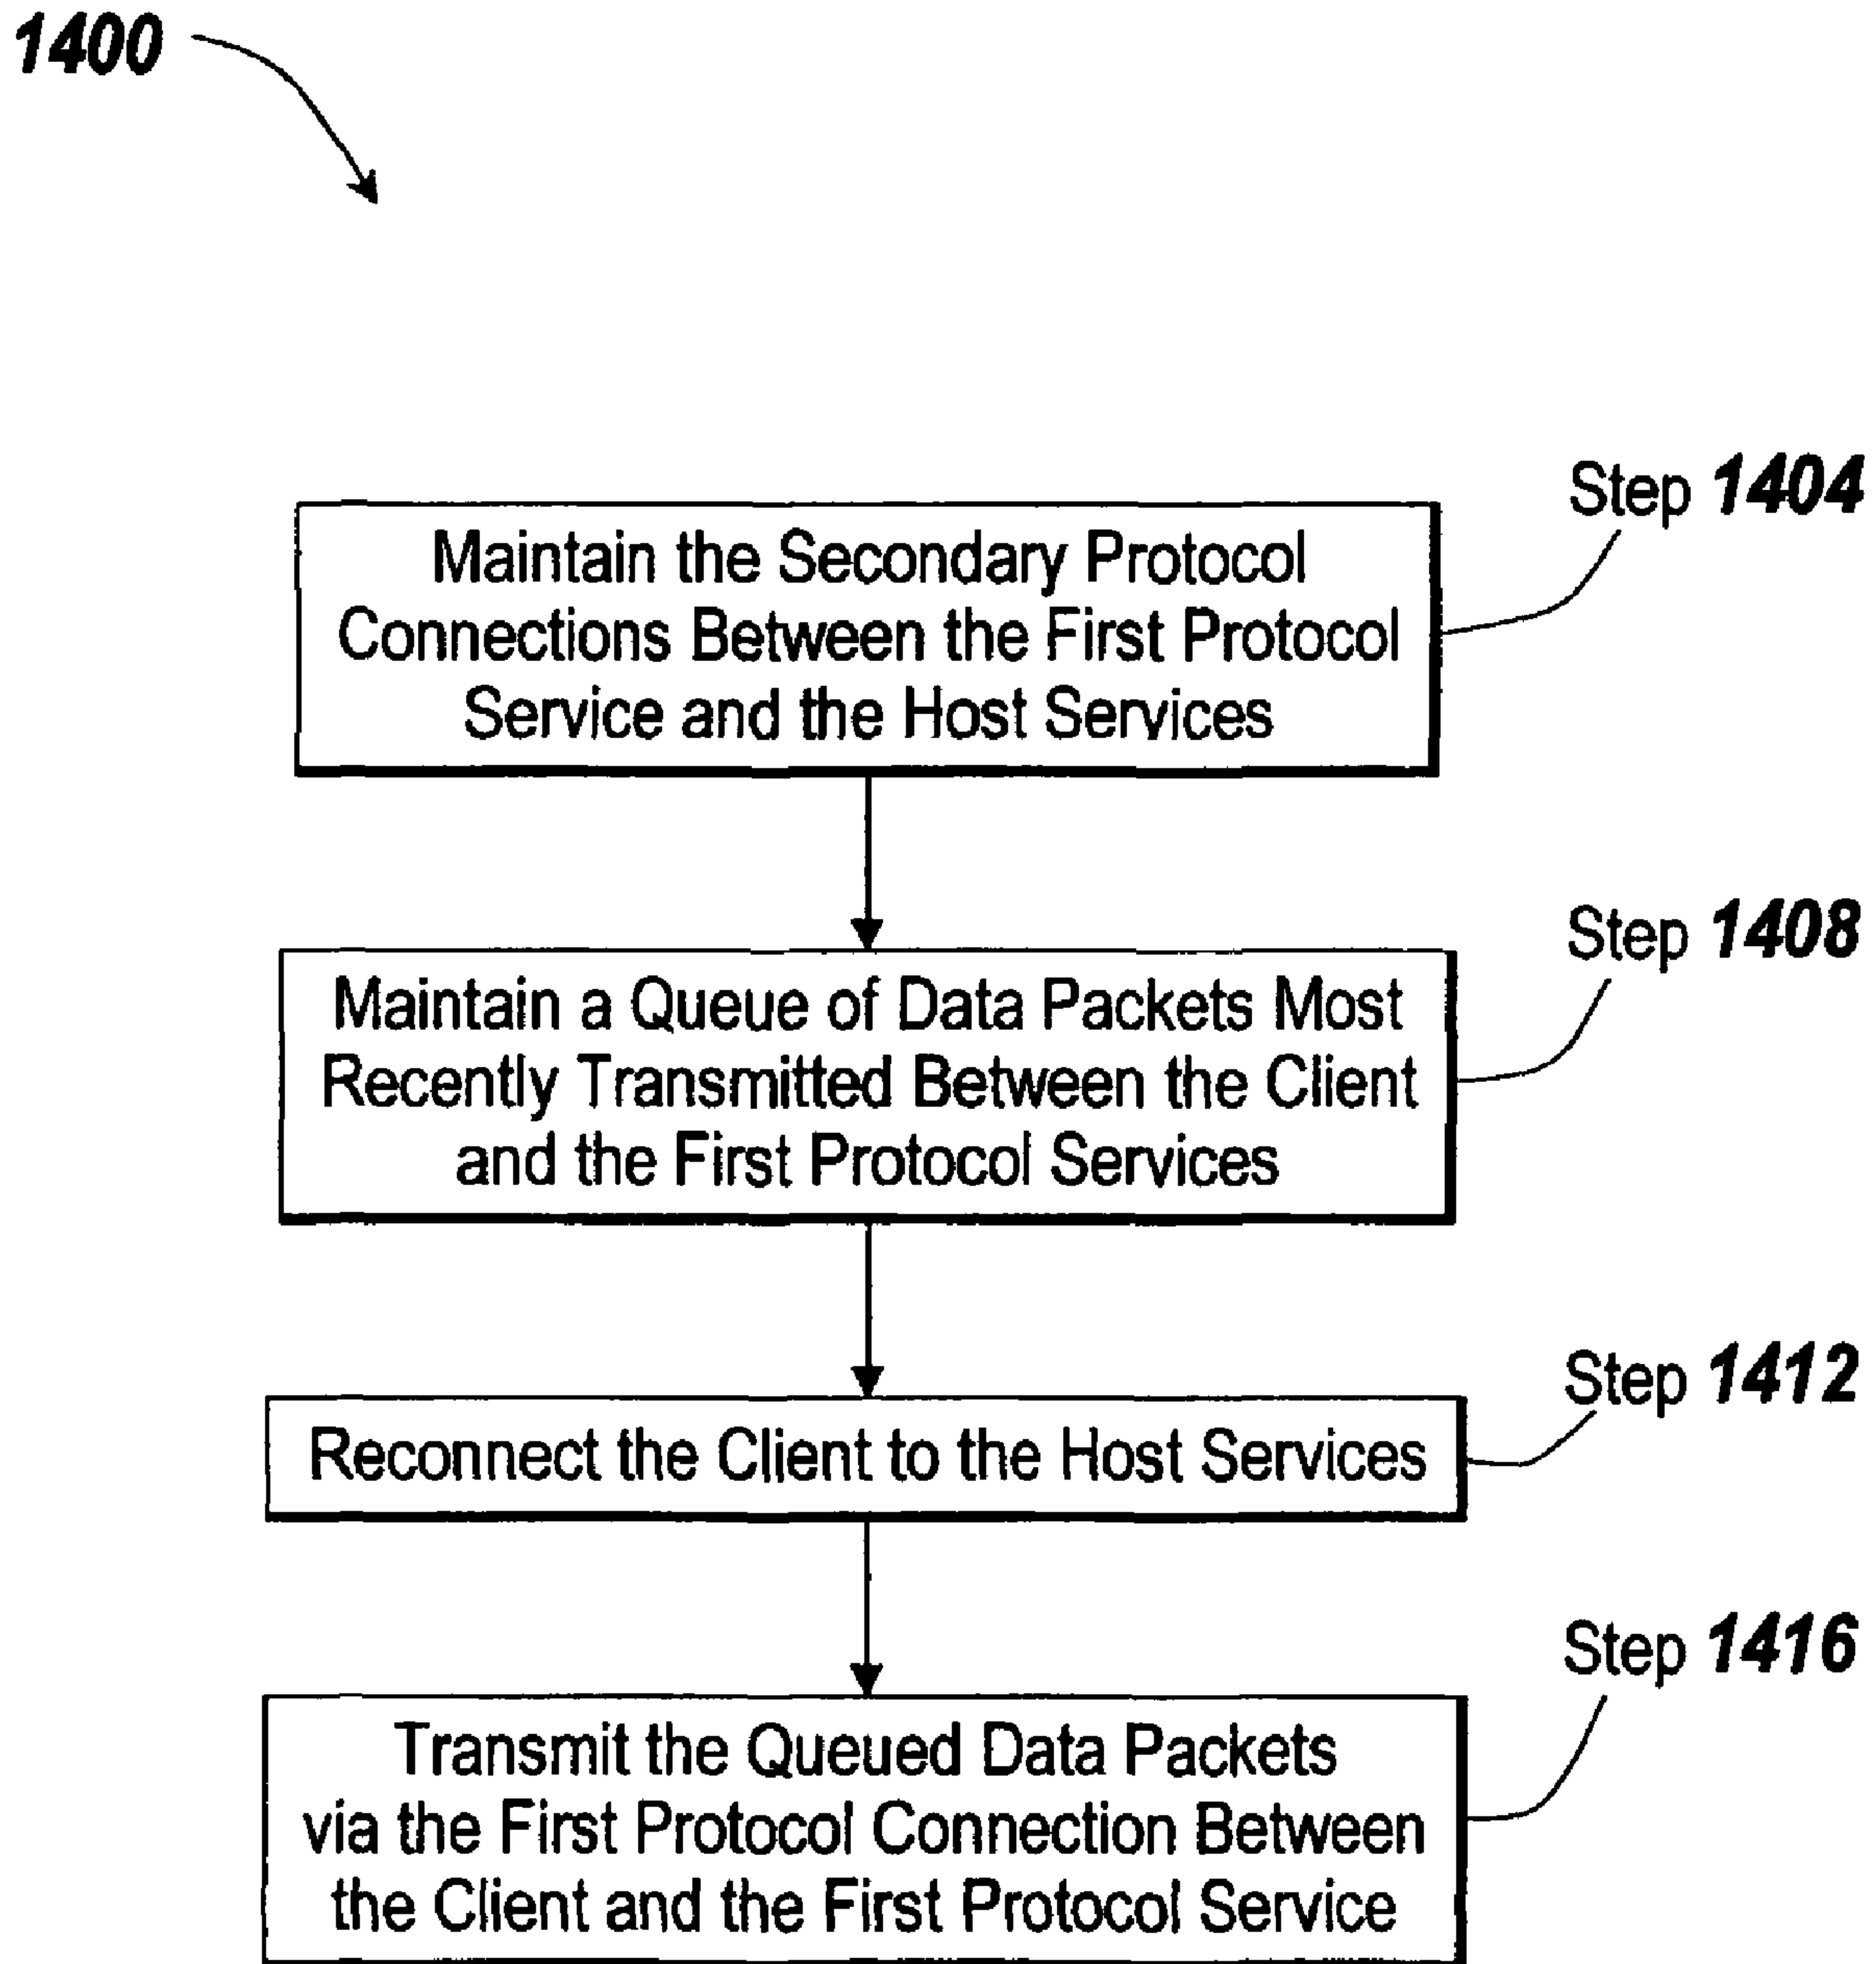 1400
Step 1404
Maintain the Secondary Protocol
Connections Between the First Protocol
Service and the Host Services
Step 1408
Maintain a Queue of Data Packets Most
Recently Transmitted Between the Client
and the First Protocol Services
Step 1412
Reconnect the Client to the Host Services
Step 1416
Transmit the Queued Data Packets
via the First Protocol Connection Between
the Client and the First Protocol Service